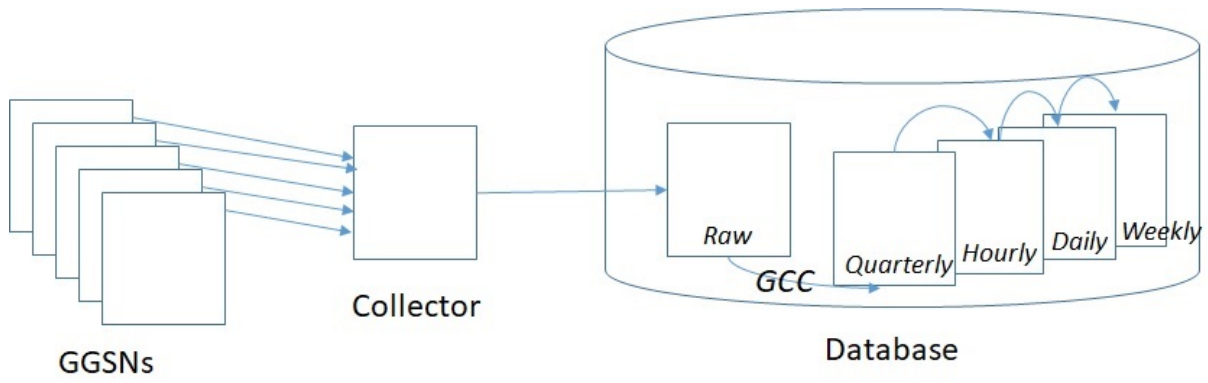 GGSNs
Collector
Raw
GCC
Quarterly
Hourly
Daily
Weekly
Database